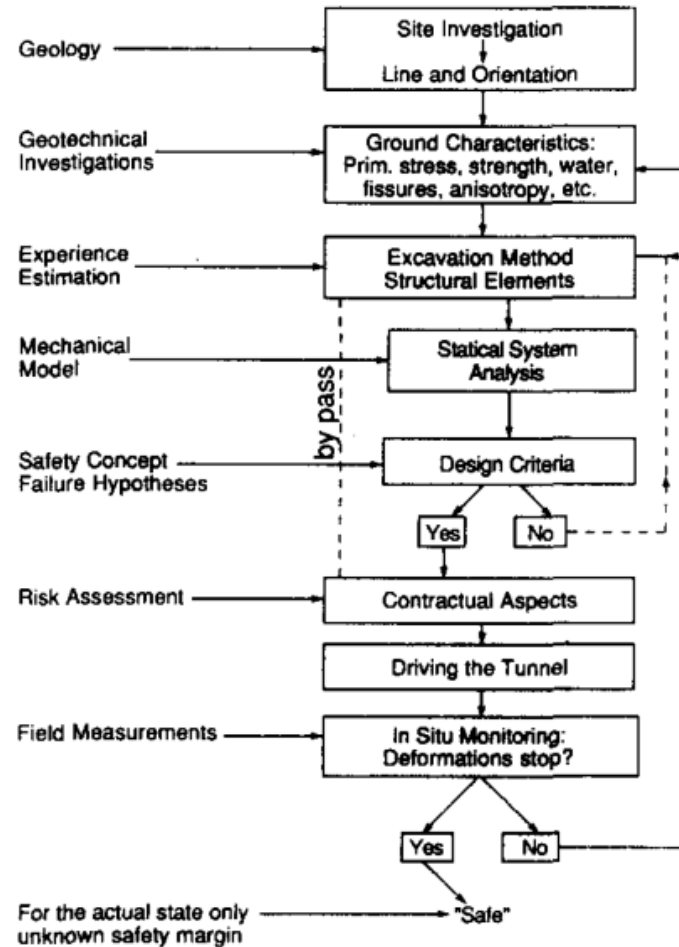 Site Investigation
Geology
Line and Orientation
Geotechnical
Investigations
Ground Characteristics:
Prim. stress, strength, water,
fissures, anisotropy, etc.
Experience
Estimation
Excavation Method
Structural Elements
Mechanical
Model
Statical System
Analysis
by pass
Safety Concept
Failure Hypotheses
Design Criteria
Yes
No
Risk Assessment
Contractual Aspects
Driving the Tunnel
Field Measurements
In Situ Monitoring:
Deformations stop?
Yes
No
For the actual state only
unknown safety margin
"Safe"